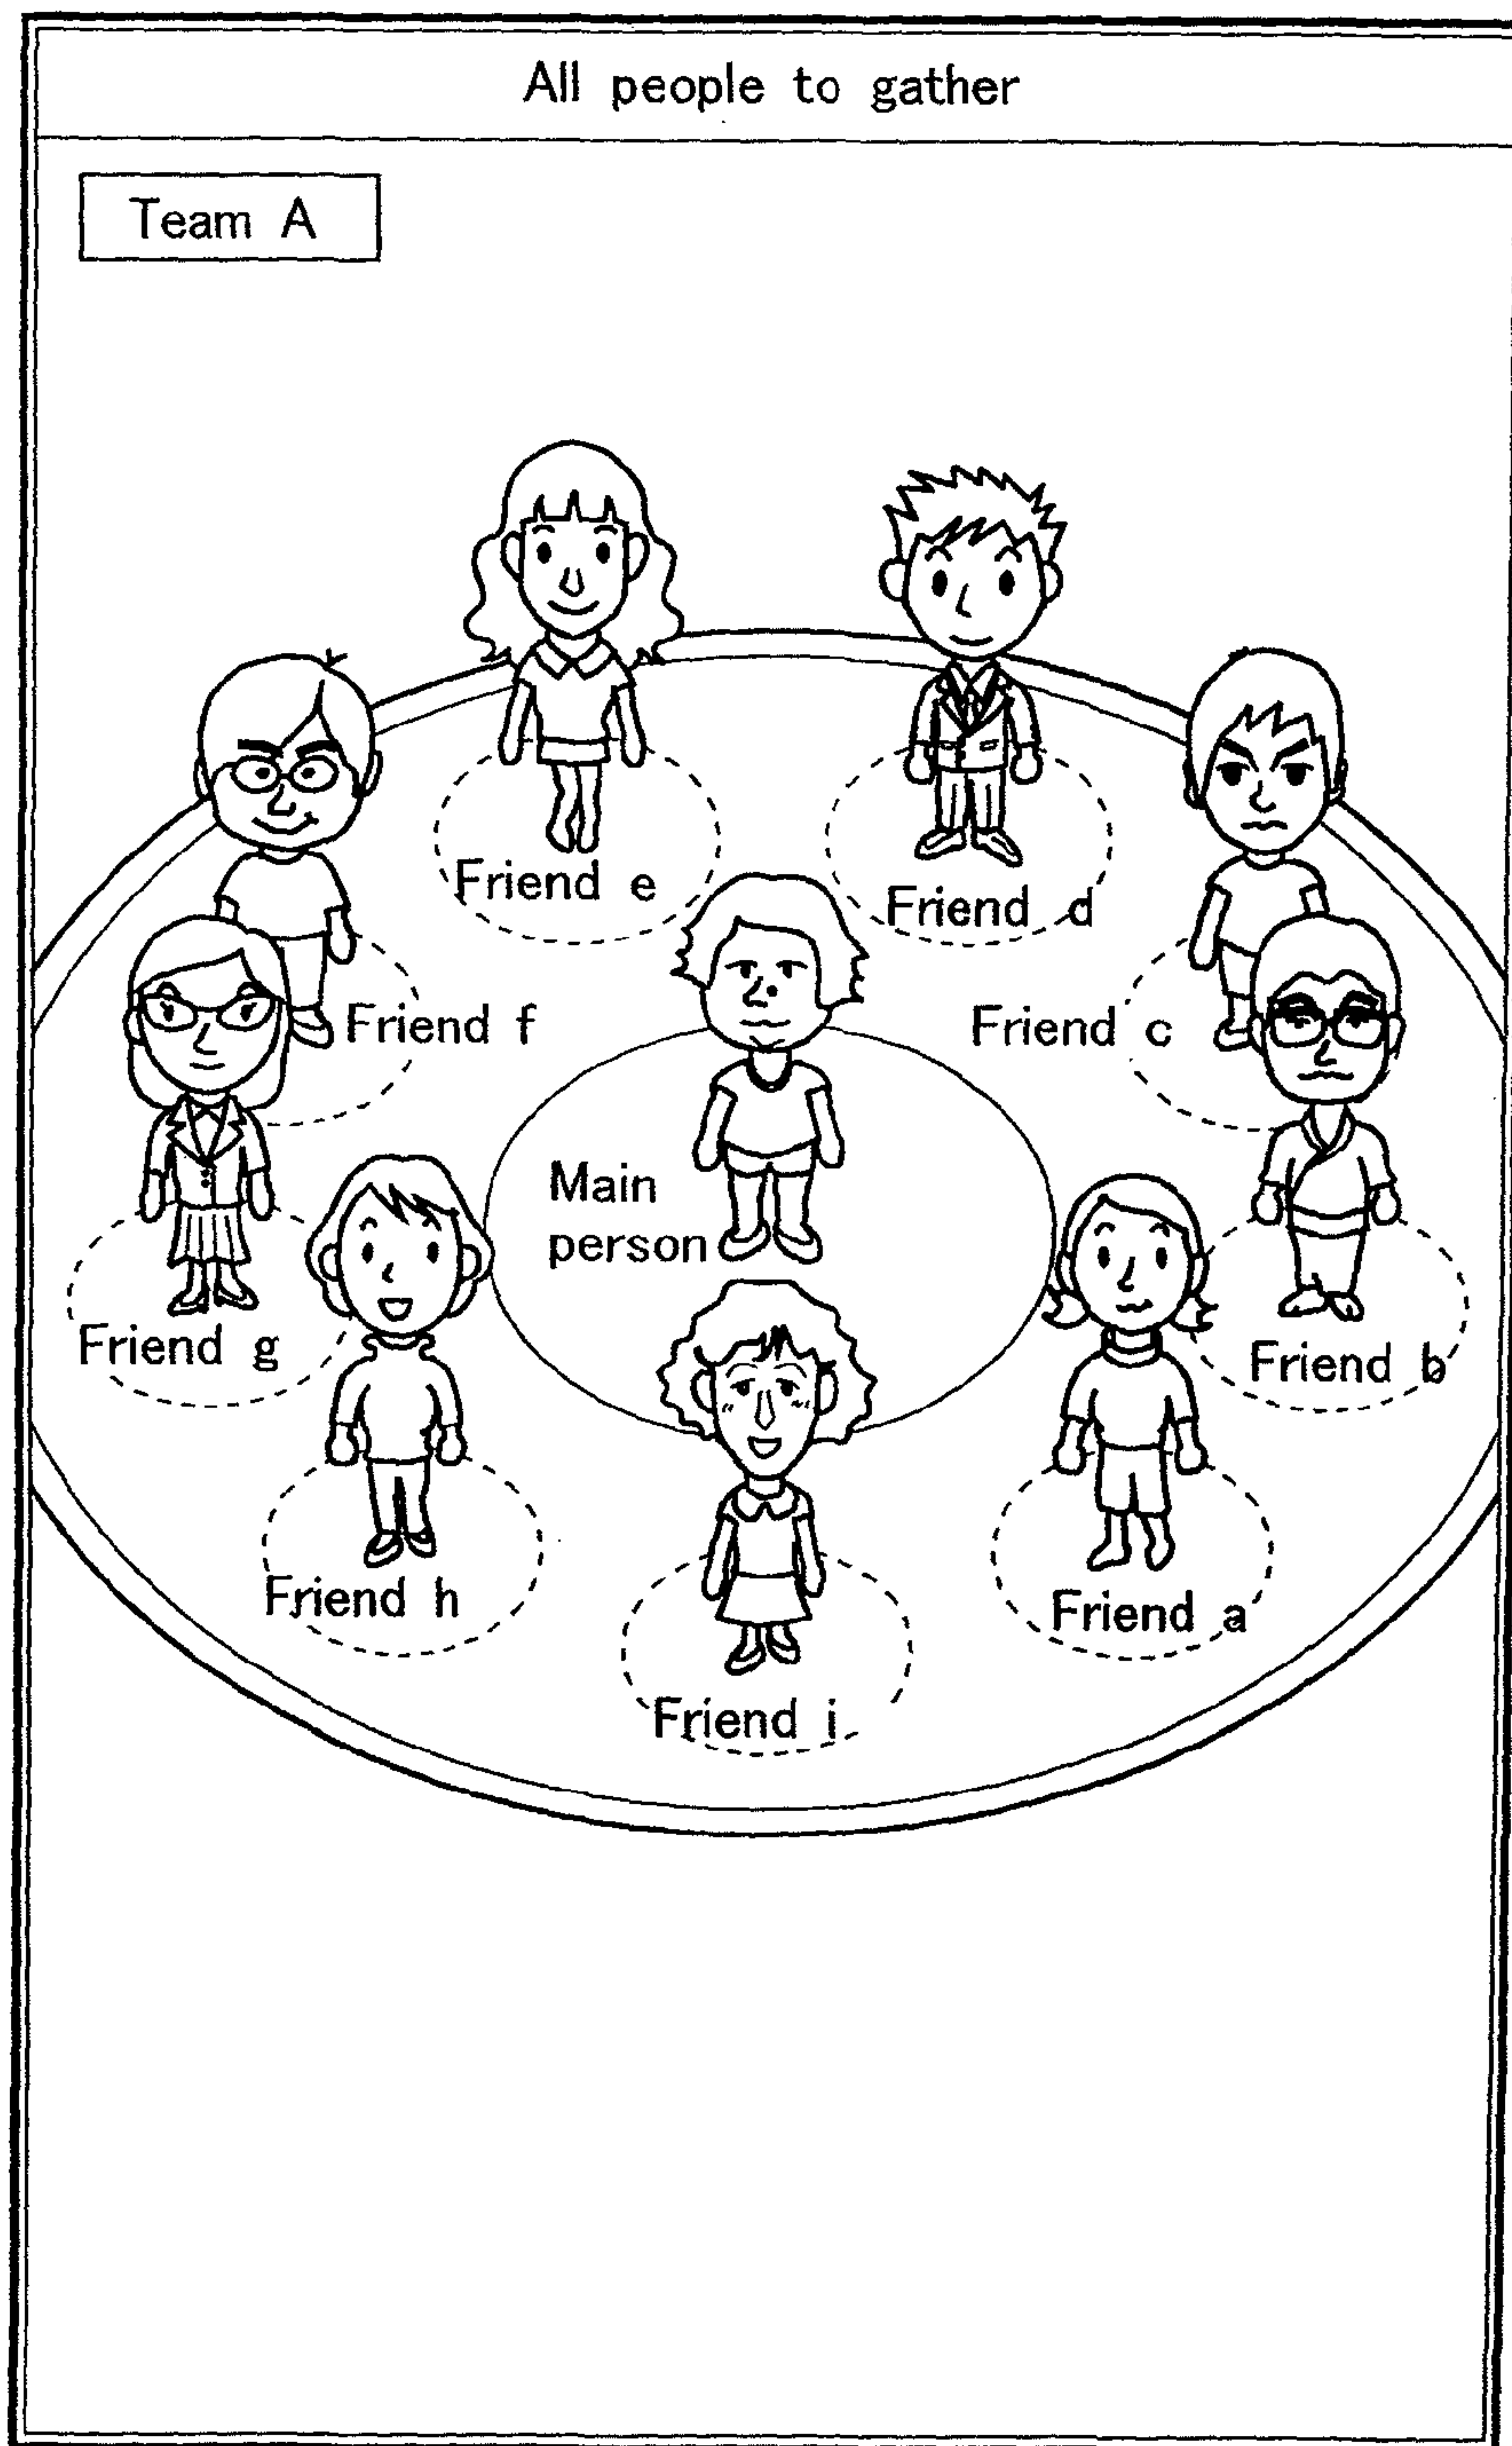 All people to gather
Team A
Friend e
Friend d
Friend f
Friend c
Main
person
Friend g
Friend b
Friend h
Friend a
Friend i